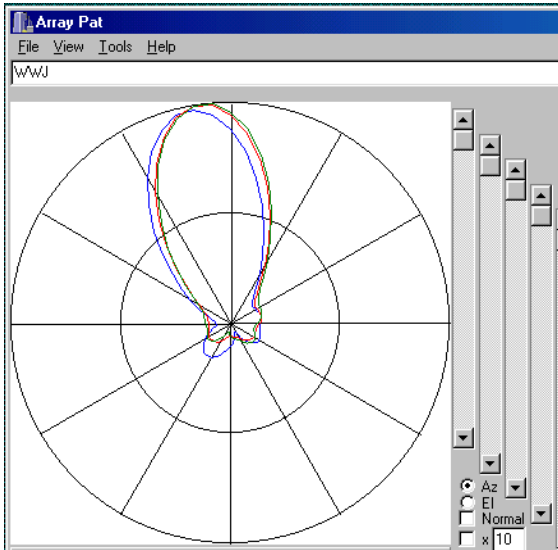 Array Pat
File View Tools Help
WWJ
Az
El
Normal
x 10